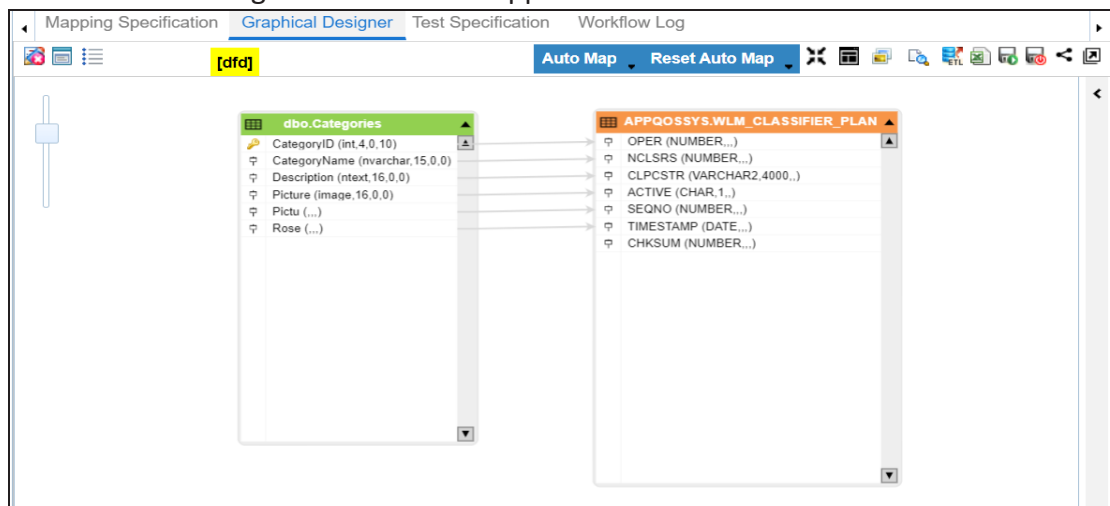 Mapping Specification Graphical Designer Test Specification Workflow Log
[dfd] Auto Map Reset Auto Map ETL
dbo.Categories
CategoryID (int,4,0,10)
CategoryName (nvarchar,15,0,0)
Description (ntext,16,0,0)
Picture (image,16,0,0)
Pictu (,,,)
Rose (,,,)
APPQOSSYS.WLM_CLASSIFIER_PLAN
OPER (NUMBER,,,)
NCLSRS (NUMBER,,,)
CLPCSTR (VARCHAR2,4000,,)
ACTIVE (CHAR,1,,)
SEQNO (NUMBER,,,)
TIMESTAMP (DATE,,,)
CHKSUM (NUMBER,,,)